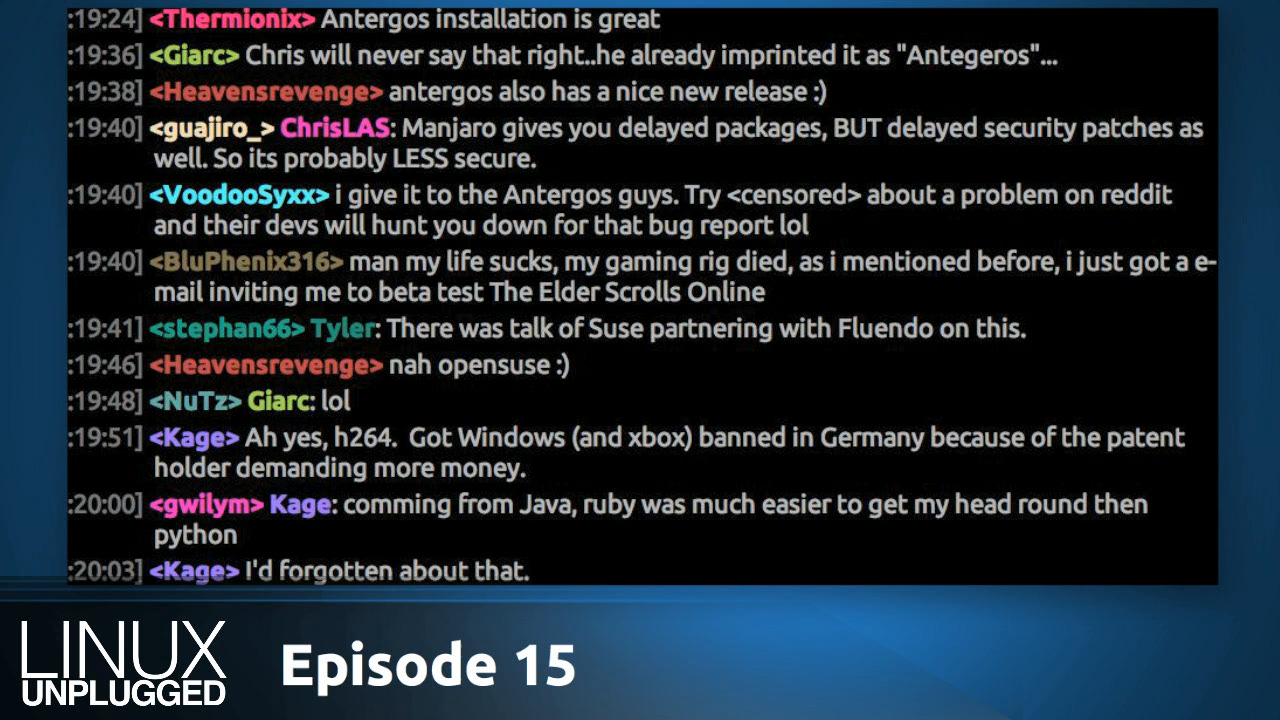 :19:24] <Thermionix> Antergos installation is great
:19:36] <Giarc> Chris will never say that right..he already imprinted it as "Antegeros"...
:19:38] <Heavensrevenge> antergos also has a nice new release :)
:19:40] <guajiro_> ChrisLAS: Manjaro gives you delayed packages, BUT delayed security patches as
well. So its probably LESS secure.
:19:40] <VoodooSyxx> i give it to the Antergos guys. Try <censored> about a problem on reddit
and their devs will hunt you down for that bug report lol
:19:40] <BluPhenix316> man my life sucks, my gaming rig died, as i mentioned before, i just got a e-
mail inviting me to beta test The Elder Scrolls Online
:19:41] <stephan66> Tyler: There was talk of Suse partnering with Fluendo on this.
:19:46] <Heavensrevenge> nah opensuse :)
:19:48] <NuTz> Giarc: lol
:19:51] <Kage> Ah yes, h264.  Got Windows (and xbox) banned in Germany because of the patent
holder demanding more money.
:20:00] <gwilym> Kage: comming from Java, ruby was much easier to get my head round then
python
:20:03] <Kage> I'd forgotten about that.
LINUX
UNPLUGGED
Episode 15